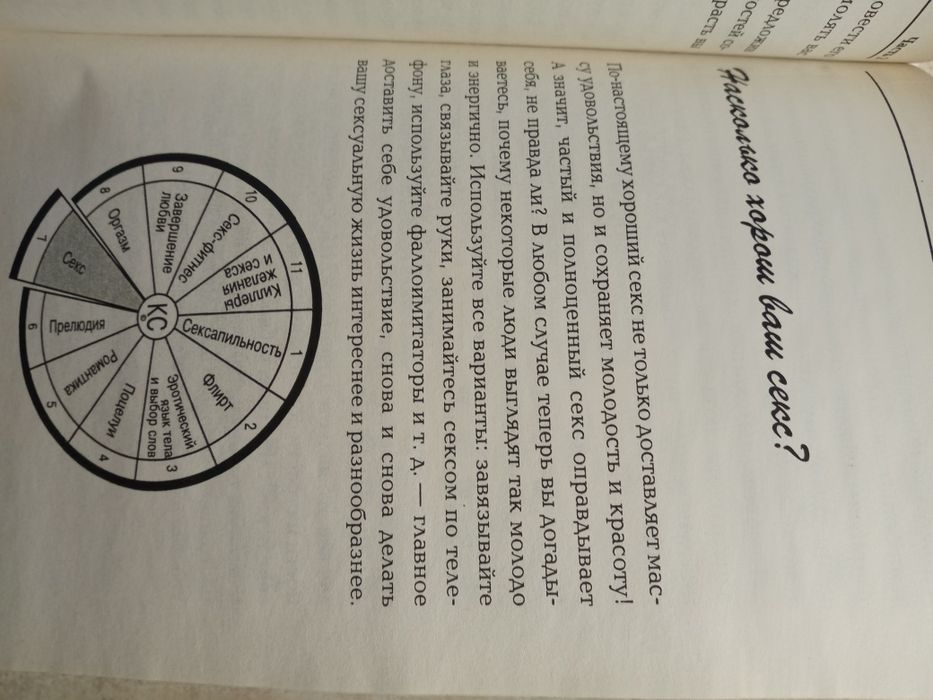 Насколько хорош ваш секс?
По-настоящему хороший секс не только доставляет мас-
су удовольствия, но и сохраняет молодость и красоту!
А значит, частый и полноценный секс оправдывает
себя, не правда ли? В любом случае теперь вы догады-
ваетесь, почему некоторые люди выглядят так молодо
и энергично. Используйте все варианты: завязывайте
глаза, связывайте руки, занимайтесь сексом по теле-
фону, используйте фаллоимитаторы и т. д. — главное
доставить себе удовольствие, снова и снова делать
вашу сексуальную жизнь интереснее и разнообразнее.
КС
1
Сексапильность
2
Флирт
3
Эротический
язык тела
и выбор слов
4
Поцелуи
5
Романтика
6
Прелюдия
7
Секс
8
Оргазм
9
Завершение
любви
10
Секс-фитнес
11
Киллеры
желания
и секса